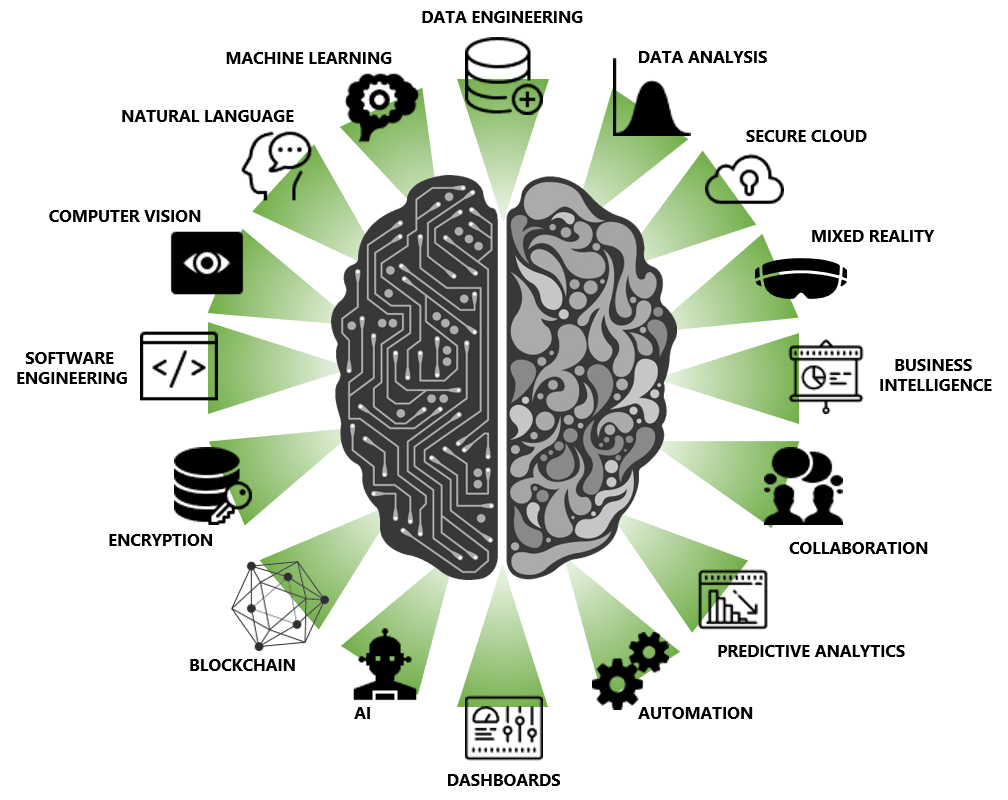 DATA ENGINEERING
MACHINE LEARNING
DATA ANALYSIS
NATURAL LANGUAGE
SECURE CLOUD
COMPUTER VISION
MIXED REALITY
SOFTWARE
ENGINEERING
BUSINESS
INTELLIGENCE
ENCRYPTION
COLLABORATION
BLOCKCHAIN
PREDICTIVE ANALYTICS
AI
AUTOMATION
DASHBOARDS